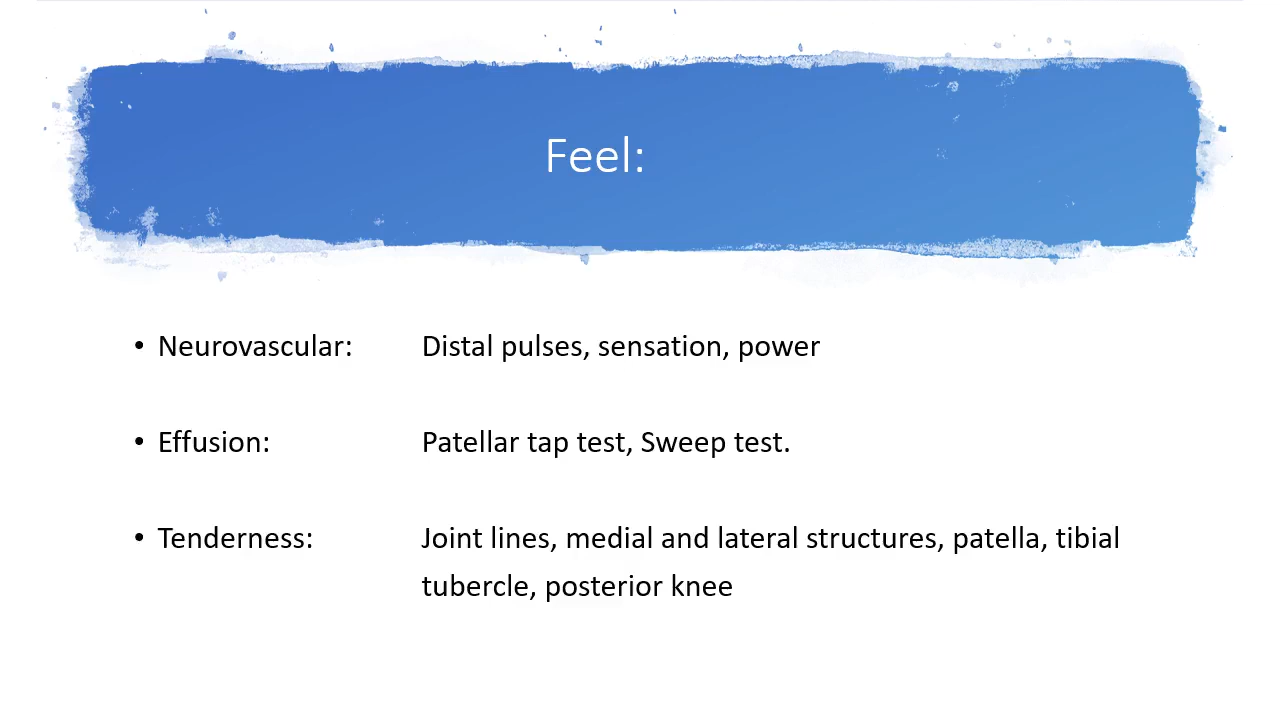 Feel:
• Neurovascular: Distal pulses, sensation, power
• Effusion: Patellar tap test, Sweep test.
• Tenderness: Joint lines, medial and lateral structures, patella, tibial
tubercle, posterior knee